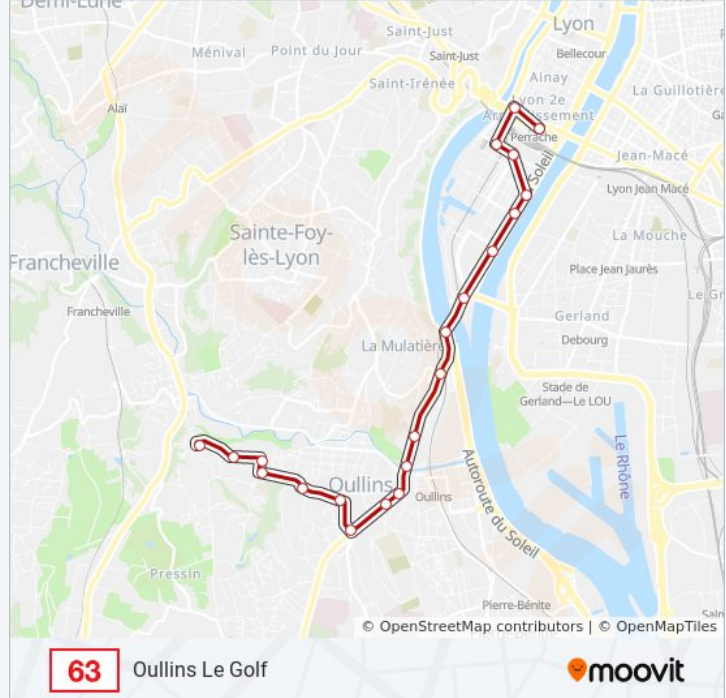 Demi-Lune
Saint-Just
Lyon
Ménival
Point du Jour
Saint-Just
Bellecour
Ainay
Saint-Irénée
La Guillotière
Lyon 2e
Arrondissement
Alaï
Perrache
Jean-Macé
Soleil
Lyon Jean Macé
Sainte-Foy-
lès-Lyon
La Mouche
Francheville
Place Jean Jaurès
Francheville
Gerland
La Mulatière
Debourg
Stade de
Gerland—Le LOU
Le Rhône
Oullins
Oullins
Autoroute du Soleil
Pressin
Pierre-Bénite
© OpenStreetMap contributors | © OpenMapTiles
63 Oullins Le Golf moovit